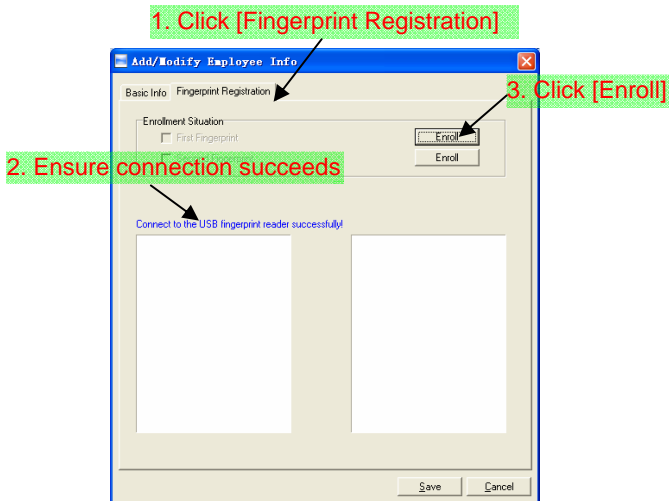 1. Click [Fingerprint Registration]
Add/Modify Employee Info
Basic Info Fingerprint Registration
3. Click [Enroll]
Enrollment Situation
First Fingerprint Enroll
Enroll
2. Ensure connection succeeds
Connect to the USB fingerprint reader successfully!
Save Cancel